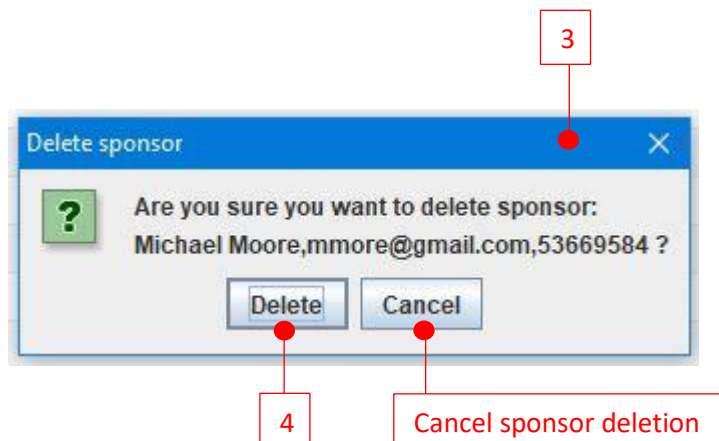 3
Delete sponsor
?
Are you sure you want to delete sponsor:
Michael Moore,mmore@gmail.com,53669584 ?
Delete
Cancel
4
Cancel sponsor deletion